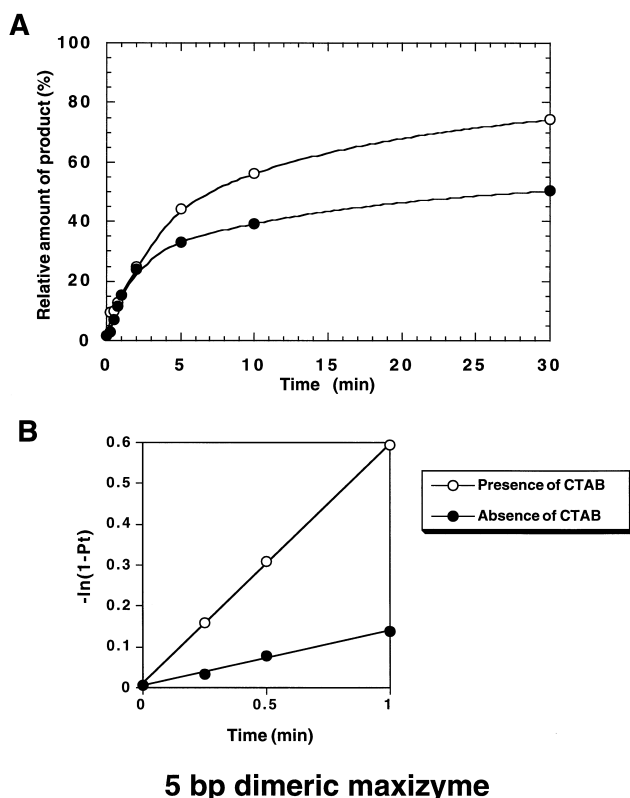 A
Relative amount of product (%)
100
80
60
40
20
0
0 5 10 15 20 25 30
Time (min)
B
-ln(1-Pt)
0.6
0.5
0.4
0.3
0.2
0.1
0
0 0.5 1
Time (min)
Presence of CTAB
Absence of CTAB
5 bp dimeric maxizyme